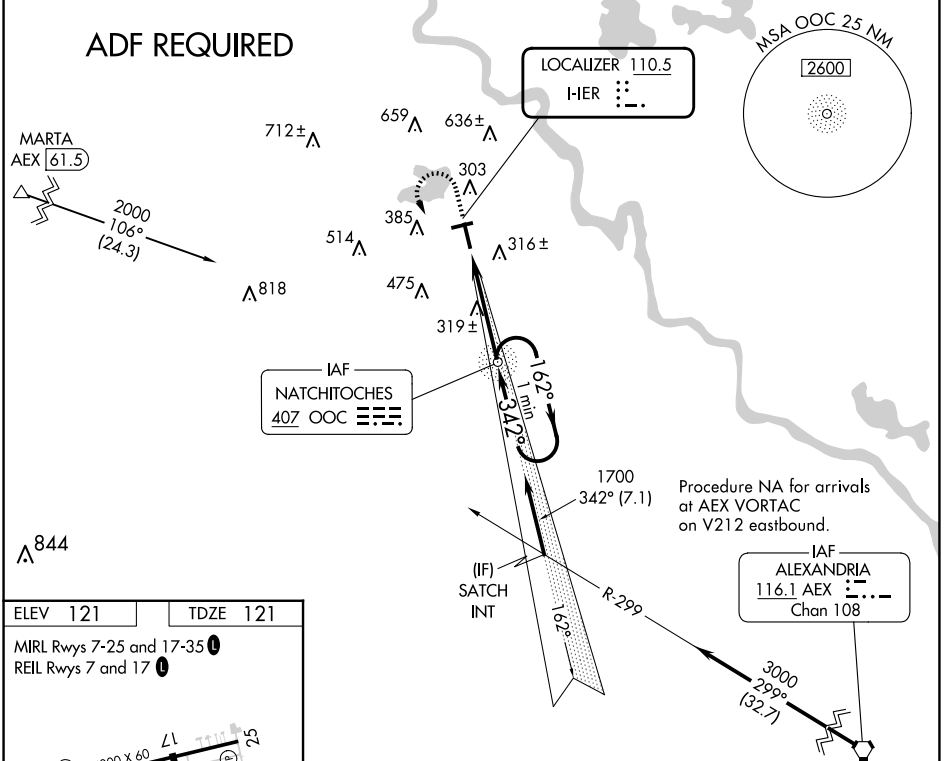 ADF REQUIRED
LOCALIZER 110.5
I-IER
MSA OOC 25 NM
2600
MARTA
AEX 61.5
2000
106°
(24.3)
712±
659
636±
303
385
514
316±
818
475
319±
IAF
NATCHITOCHES
407 OOC
162°
1 min
342°
1700
342° (7.1)
Procedure NA for arrivals
at AEX VORTAC
on V212 eastbound.
844
(IF)
SATCH
INT
R-299
162°
IAF
ALEXANDRIA
116.1 AEX
Chan 108
3000
299°
(32.7)
ELEV 121
TDZE 121
MIRL Rwys 7-25 and 17-35 L
REIL Rwys 7 and 17 L
17
25
00 X 60
P